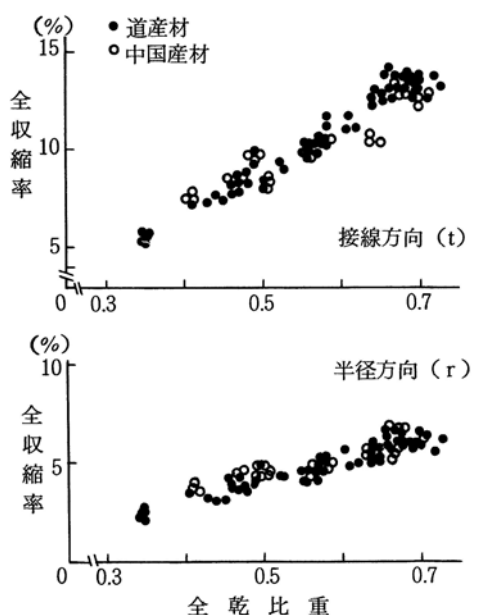 (%)
● 道産材
○ 中国産材
15
10
5
全収縮率
接線方向(t)
0 0.3 0.5 0.7
(%)
10
半径方向(r)
全収縮率
5
0 0.3 0.5 0.7
全乾比重